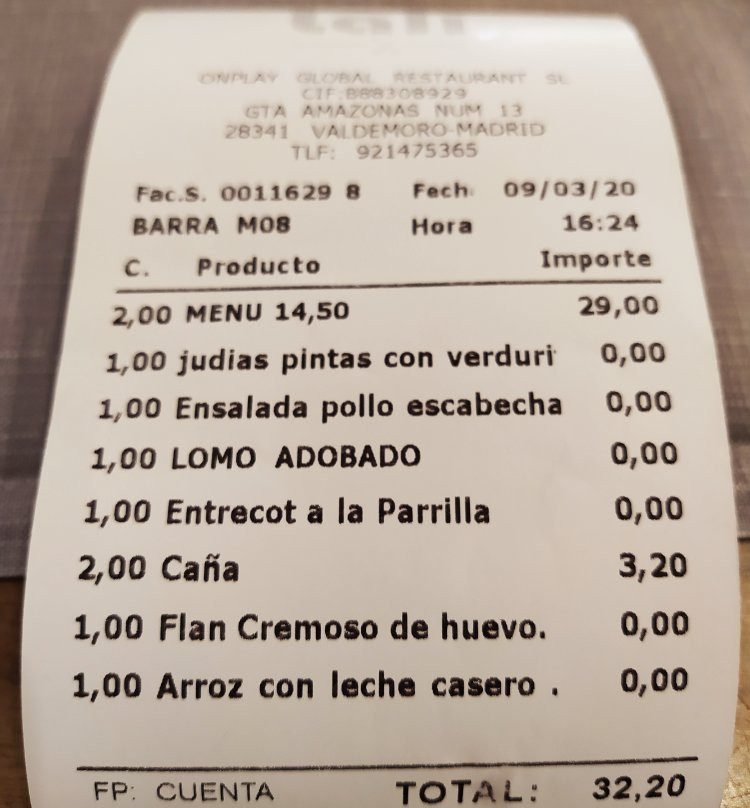 ONPLAY GLOBAL RESTAURANT SL
CIF:B88308929
GTA AMAZONAS NUM 13
28341 VALDEMORO-MADRID
TLF: 921475365
Fac.S. 0011629 8 Fech: 09/03/20
BARRA M08 Hora 16:24
C. Producto Importe
2,00 MENU 14,50 29,00
1,00 judias pintas con verduri 0,00
1,00 Ensalada pollo escabecha 0,00
1,00 LOMO ADOBADO 0,00
1,00 Entrecot a la Parrilla 0,00
2,00 Caña 3,20
1,00 Flan Cremoso de huevo. 0,00
1,00 Arroz con leche casero . 0,00
FP: CUENTA TOTAL: 32,20